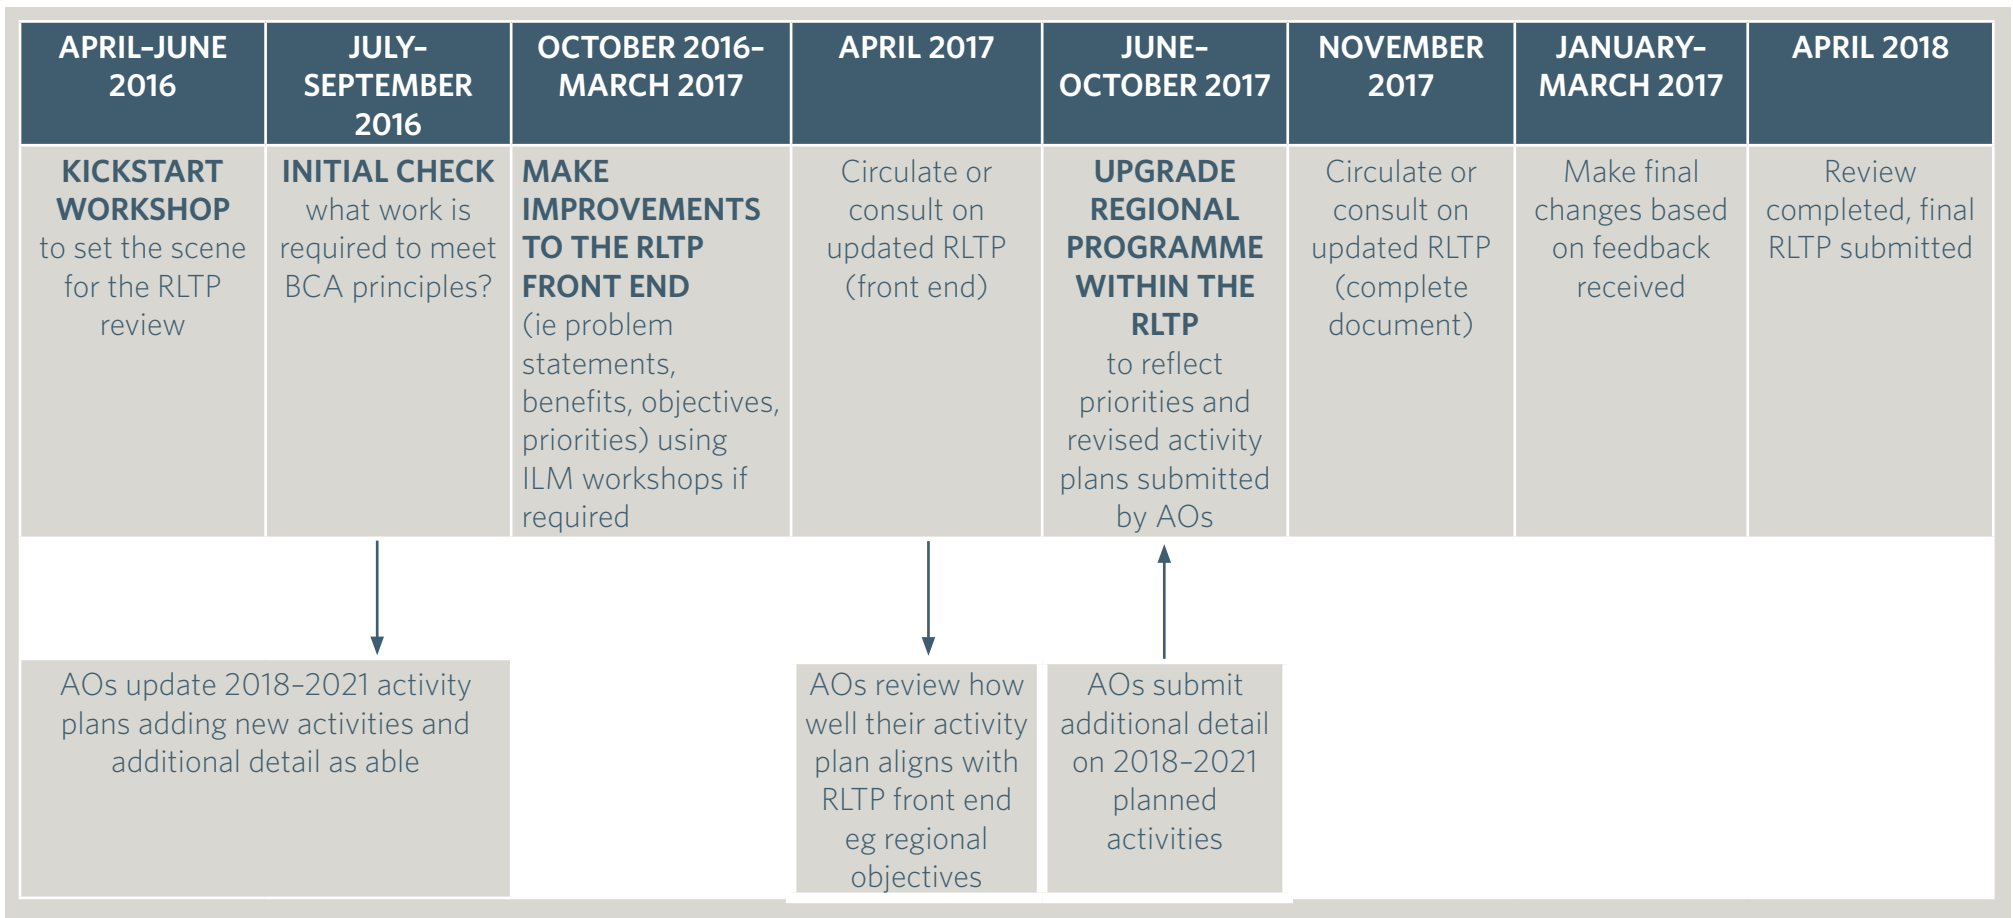 APRIL–JUNE
2016
JULY–
SEPTEMBER
2016
OCTOBER 2016–
MARCH 2017
APRIL 2017
JUNE–
OCTOBER 2017
NOVEMBER
2017
JANUARY–
MARCH 2017
APRIL 2018
KICKSTART
WORKSHOP
to set the scene
for the RLTP
review
INITIAL CHECK
what work is
required to meet
BCA principles?
MAKE
IMPROVEMENTS
TO THE RLTP
FRONT END
(ie problem
statements,
benefits, objectives,
priorities) using
ILM workshops if
required
Circulate or
consult on
updated RLTP
(front end)
UPGRADE
REGIONAL
PROGRAMME
WITHIN THE
RLTP
to reflect
priorities and
revised activity
plans submitted
by AOs
Circulate or
consult on
updated RLTP
(complete
document)
Make final
changes based
on feedback
received
Review
completed, final
RLTP submitted
AOs update 2018–2021 activity
plans adding new activities and
additional detail as able
AOs review how
well their activity
plan aligns with
RLTP front end
eg regional
objectives
AOs submit
additional detail
on 2018–2021
planned
activities